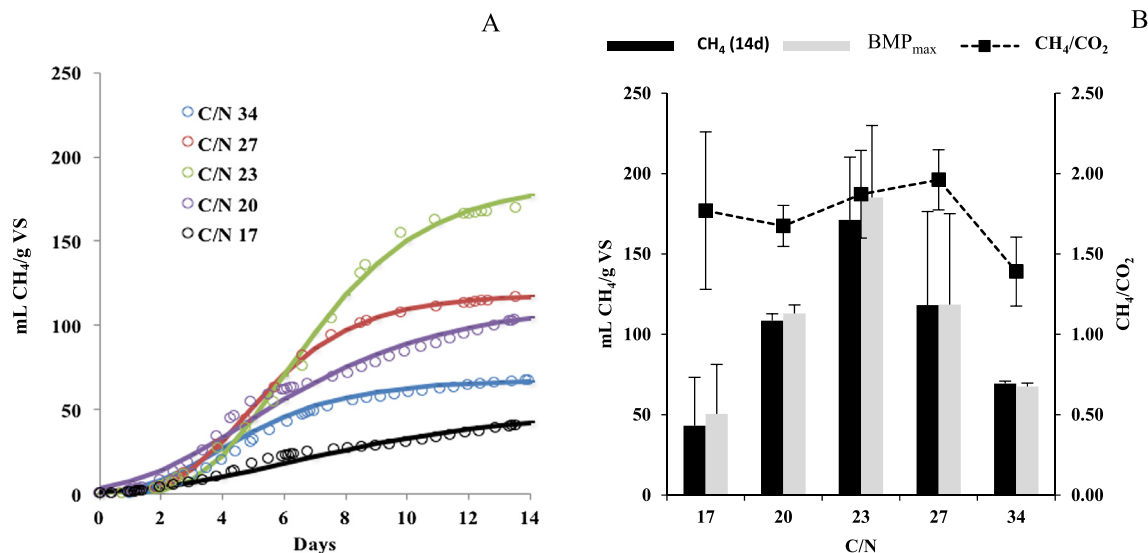 A
250
200
150
100
50
0
mL CH₄/g VS
C/N 34
C/N 27
C/N 23
C/N 20
C/N 17
0 2 4 6 8 10 12 14
Days
B
CH₄ (14d) BMPmax CH₄/CO₂
250
200
150
100
50
0
mL CH₄/g VS
2.50
2.00
1.50
1.00
0.50
0.00
CH₄/CO₂
17 20 23 27 34
C/N